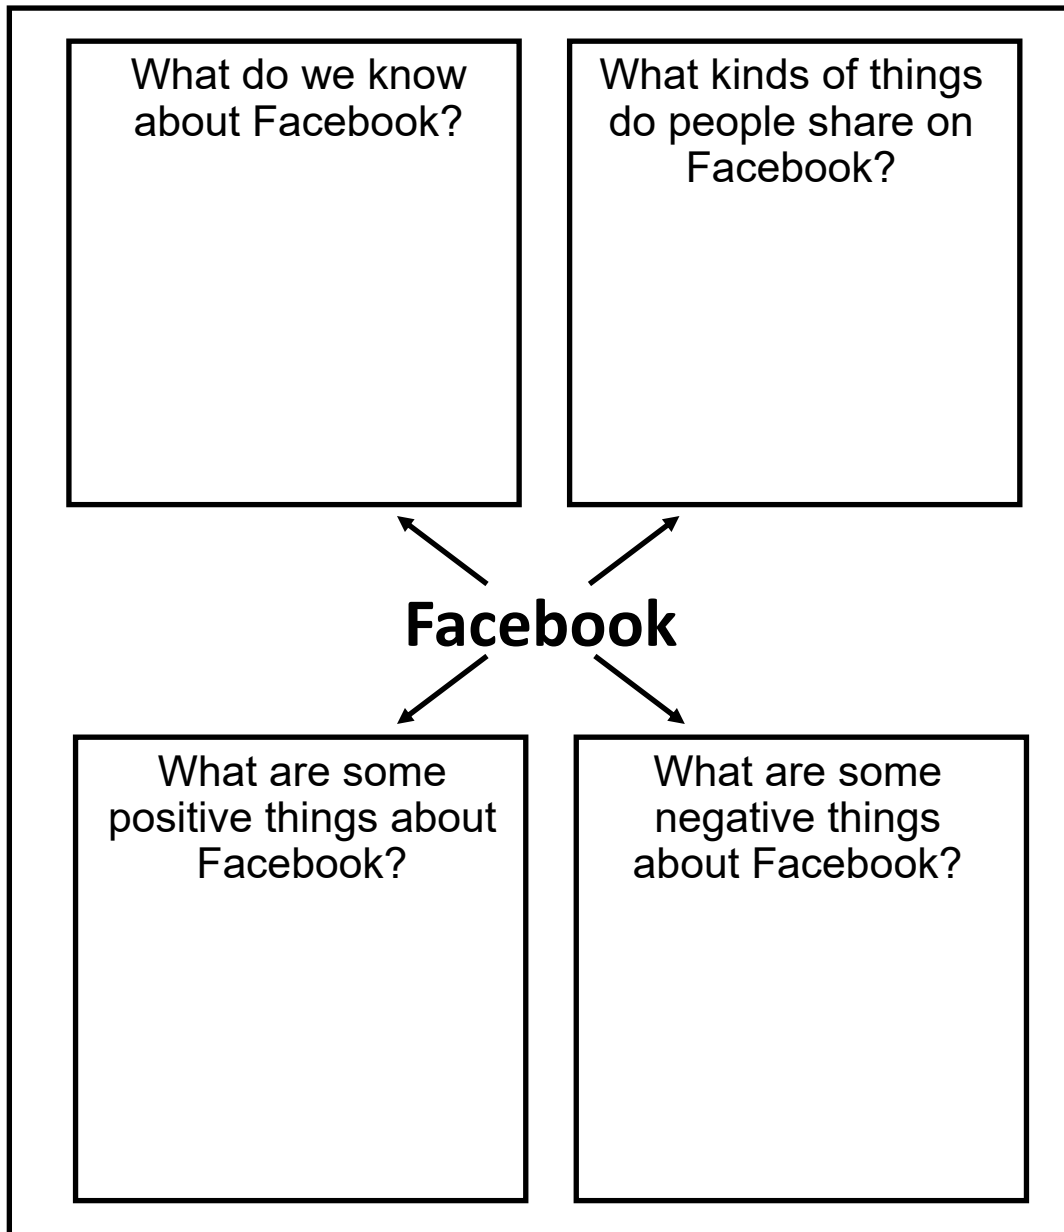 What do we know
about Facebook?
What kinds of things
do people share on
Facebook?
Facebook
What are some
positive things about
Facebook?
What are some
negative things
about Facebook?